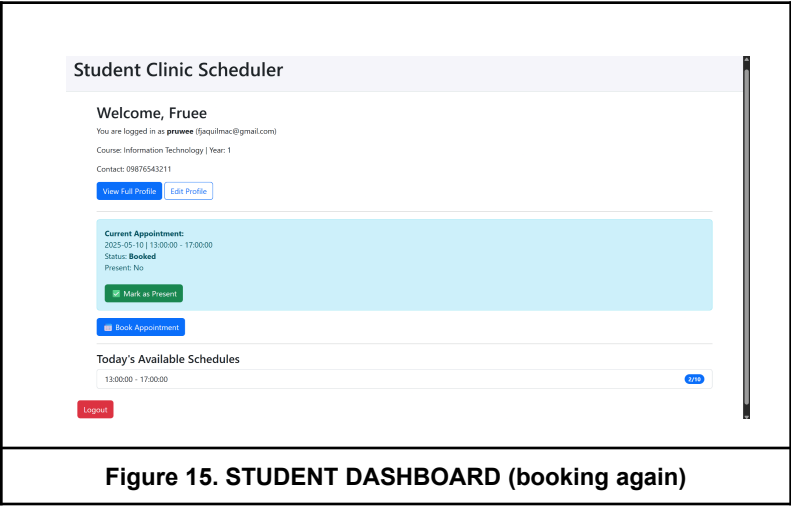 Student Clinic Scheduler
Welcome, Fruee
You are logged in as pruwee (fjaquilmac@gmail.com)
Course: Information Technology | Year: 1
Contact: 09876543211
View Full Profile Edit Profile
Current Appointment:
2025-05-10 | 13:00:00 - 17:00:00
Status: Booked
Present: No
Mark as Present
Book Appointment
Today's Available Schedules
13:00:00 - 17:00:00 2/10
Logout
Figure 15. STUDENT DASHBOARD (booking again)